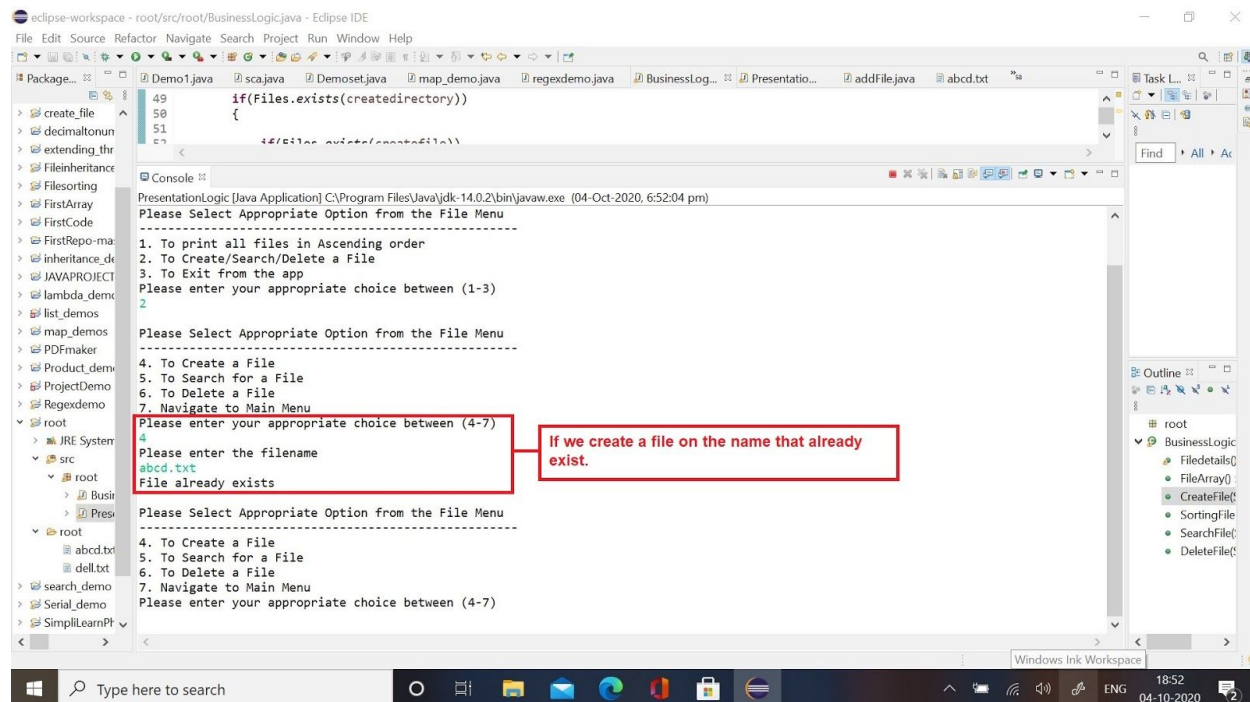 eclipse-workspace - root/src/root/BusinessLogic.java - Eclipse IDE
File Edit Source Refactor Navigate Search Project Run Window Help
Package...
Demo1.java sca.java Demoset.java map_demo.java regexdemo.java BusinessLog... Presentatio... addFile.java abcd.txt
Task L...
49 if(Files.exists(createdirectory))
50 {
51
52 if(Files.exists(createfile))
Find All Ac
create_file
decimaltonum
extending_thr
Fileinheritance
Filesorting
FirstArray
FirstCode
FirstRepo-ma
inheritance_de
JAVAPROJECT
lambda_demo
list_demos
map_demos
PDFmaker
Product_demo
ProjectDemo
Regexdemo
root
JRE System
src
root
Busin
Prese
root
abcd.txt
dell.txt
search_demo
Serial_demo
SimpliLearnPh
Console
PresentationLogic [Java Application] C:\Program Files\Java\jdk-14.0.2\bin\javaw.exe (04-Oct-2020, 6:52:04 pm)
Please Select Appropriate Option from the File Menu
----------------------------------------------------
1. To print all files in Ascending order
2. To Create/Search/Delete a File
3. To Exit from the app
Please enter your appropriate choice between (1-3)
2
Please Select Appropriate Option from the File Menu
----------------------------------------------------
4. To Create a File
5. To Search for a File
6. To Delete a File
7. Navigate to Main Menu
Please enter your appropriate choice between (4-7)
4
Please enter the filename
abcd.txt
File already exists
If we create a file on the name that already
exist.
Please Select Appropriate Option from the File Menu
----------------------------------------------------
4. To Create a File
5. To Search for a File
6. To Delete a File
7. Navigate to Main Menu
Please enter your appropriate choice between (4-7)
Outline
root
BusinessLogic
Filedetails()
FileArray() :
CreateFile(S
SortingFile
SearchFile(
DeleteFile(S
Windows Ink Workspace
Type here to search
ENG
18:52
04-10-2020
2